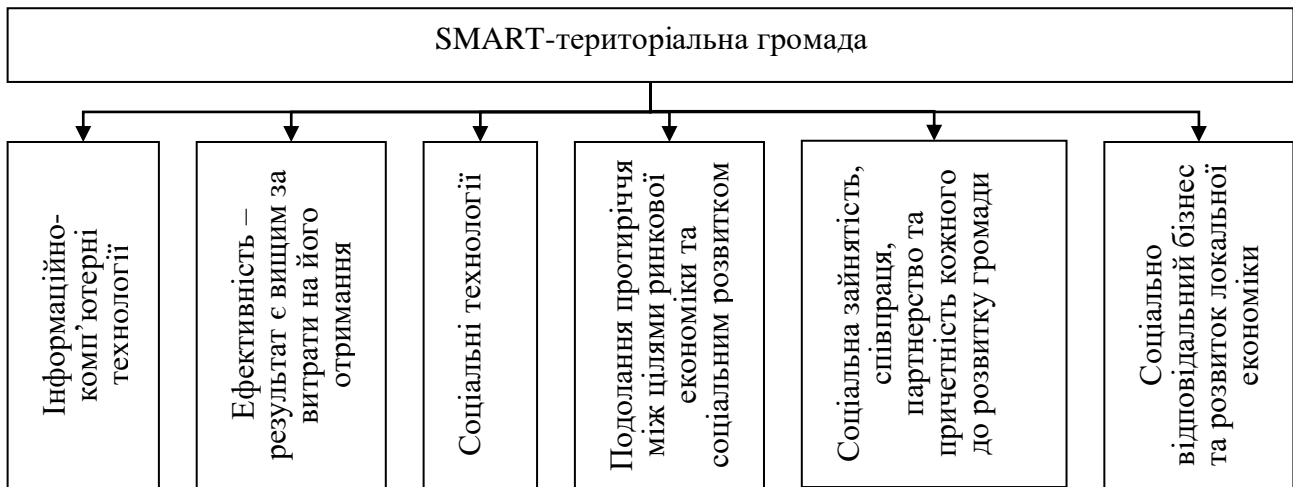 SMART-територіальна громада
Інформаційно-
комп’ютерні
технології
Ефективність –
результат є вищим за
витрати на його
отримання
Соціальні технології
Подолання протиріччя
між цілями ринкової
економіки та
соціальним розвитком
Соціальна зайнятість,
співпраця,
партнерство та
причетність кожного
до розвитку громади
Соціально
відповідальний бізнес
та розвиток локальної
економіки